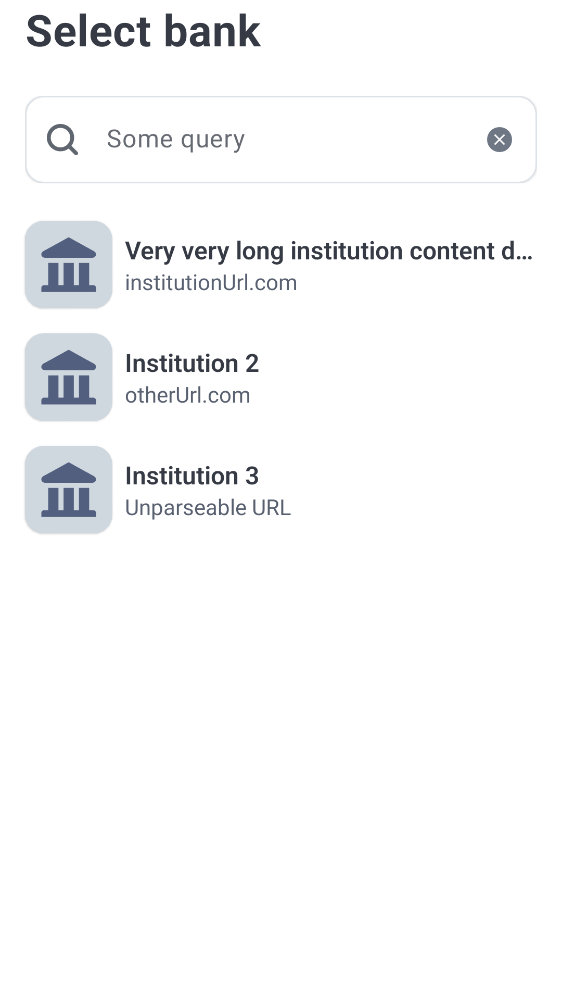 Select bank
Some query
Very very long institution content d...
institutionUrl.com
Institution 2
otherUrl.com
Institution 3
Unparseable URL